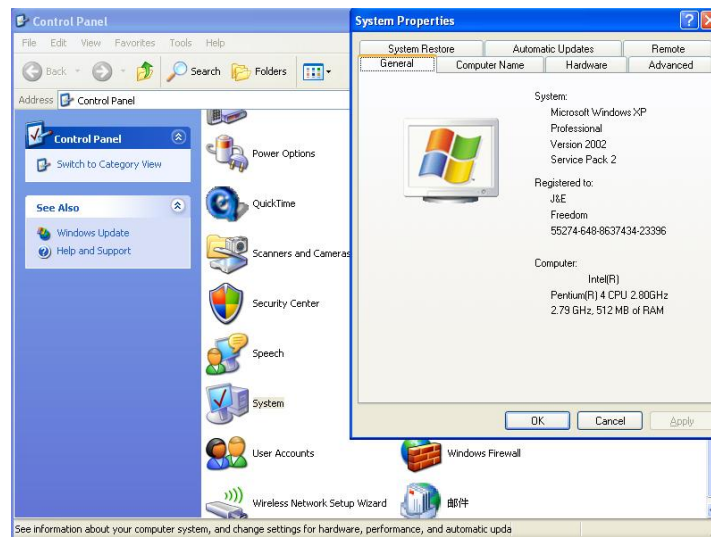 Control Panel
File Edit View Favorites Tools Help
Back Search Folders
Address Control Panel
Control Panel
Switch to Category View
See Also
Windows Update
Help and Support
Power Options
QuickTime
Scanners and Cameras
Security Center
Speech
System
User Accounts
Windows Firewall
Wireless Network Setup Wizard
邮件
See information about your computer system, and change settings for hardware, performance, and automatic upda
System Properties
System Restore Automatic Updates Remote
General Computer Name Hardware Advanced
System:
Microsoft Windows XP
Professional
Version 2002
Service Pack 2
Registered to:
J&E
Freedom
55274-648-8637434-23396
Computer:
Intel(R)
Pentium(R) 4 CPU 2.80GHz
2.79 GHz, 512 MB of RAM
OK Cancel Apply